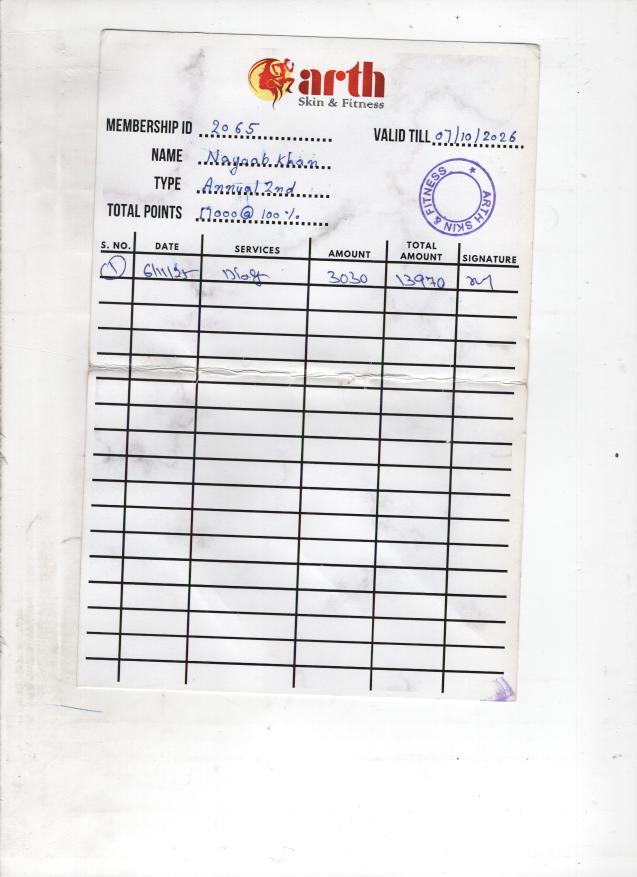 arth
Skin & Fitness
MEMBERSHIP ID 2065 VALID TILL 07/10/2026
NAME Nayaab Khan
TYPE Annual 2nd
TOTAL POINTS 17000@100%
ARTH SKIN & FITNESS
S. NO. DATE SERVICES AMOUNT TOTAL AMOUNT SIGNATURE
1 6/11/25 3030 13970